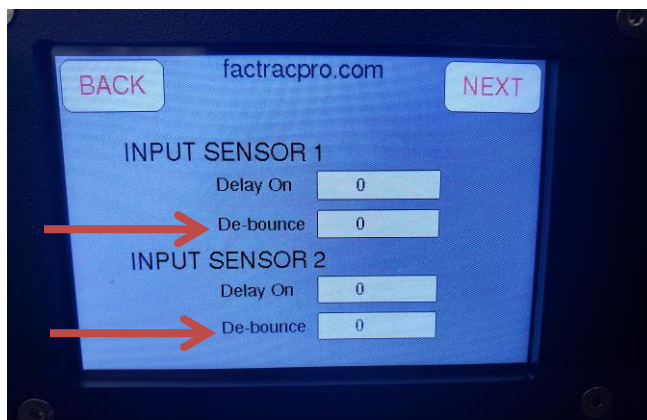 factracpro.com
BACK NEXT
INPUT SENSOR 1
Delay On 0
De-bounce 0
INPUT SENSOR 2
Delay On 0
De-bounce 0